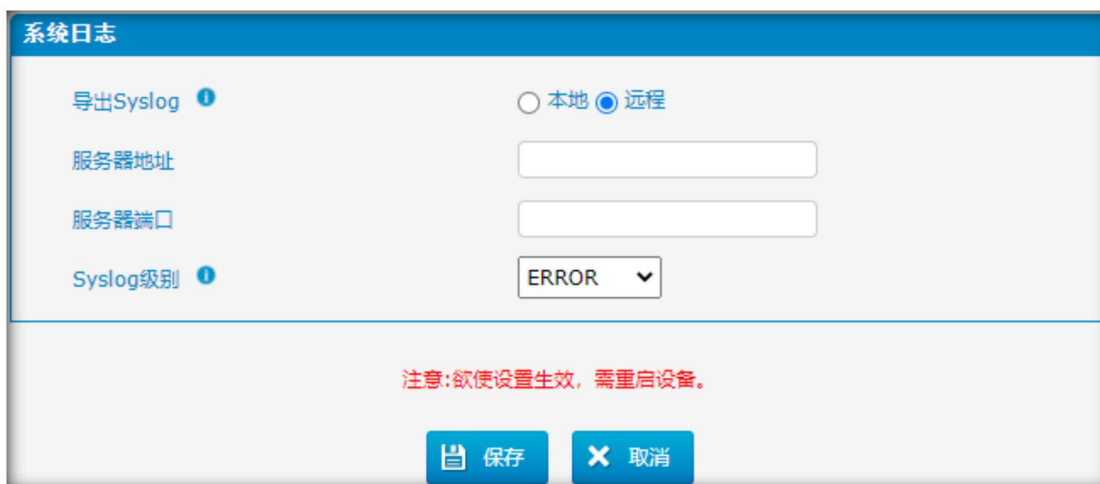 系统日志
导出Syslog 本地 远程
服务器地址
服务器端口
Syslog级别 ERROR
注意:欲使设置生效，需重启设备。
保存 取消